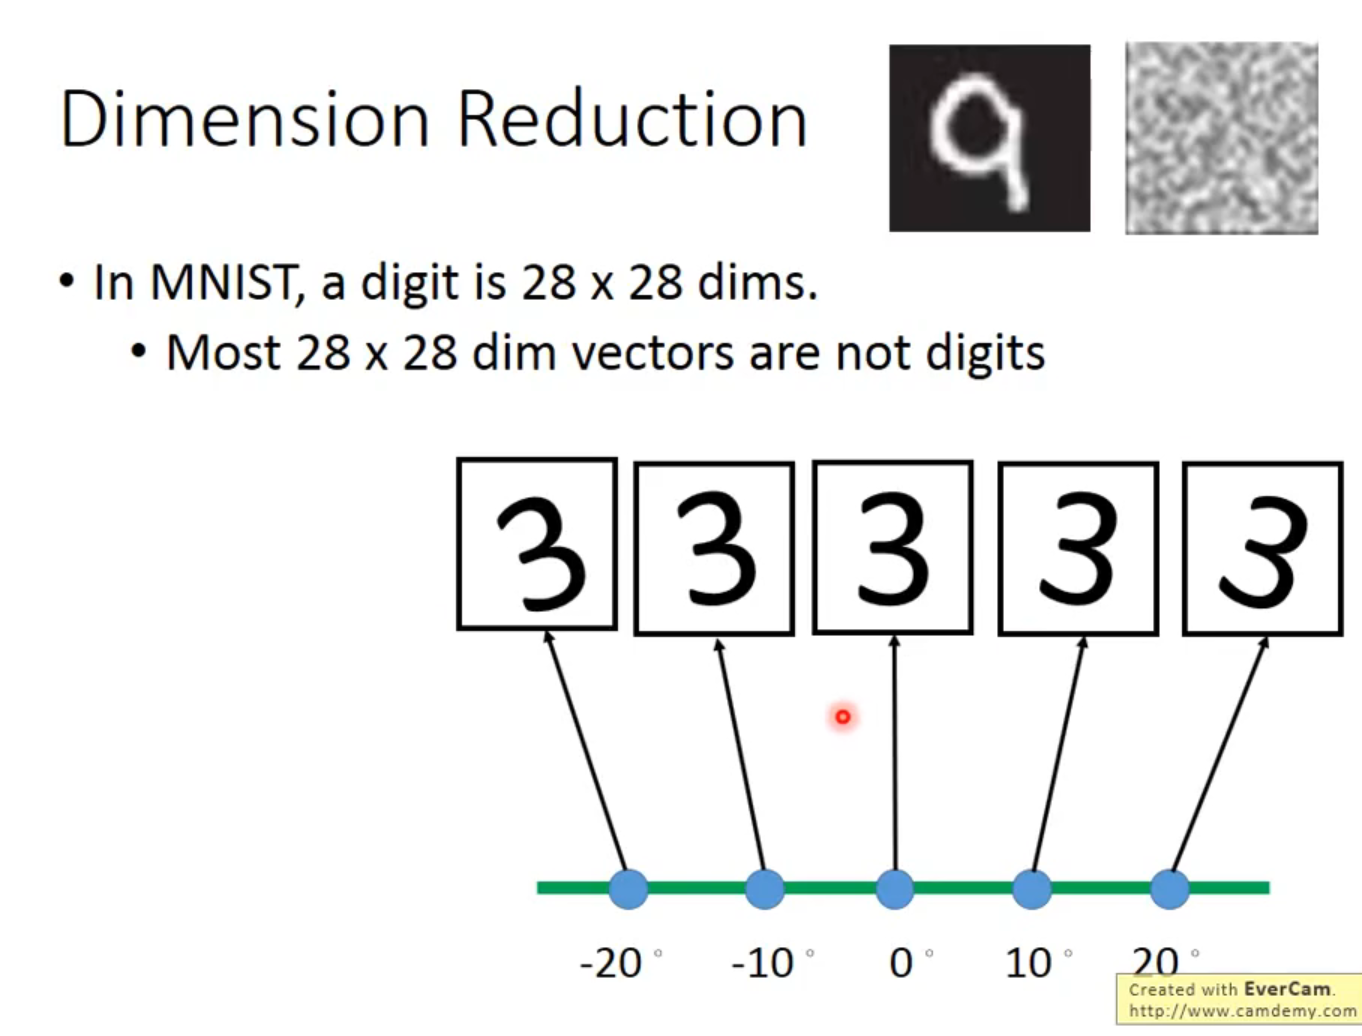 Dimension Reduction
9
• In MNIST, a digit is 28 x 28 dims.
• Most 28 x 28 dim vectors are not digits
3 3 3 3 3
-20° -10° 0° 10° 20°
Created with EverCam.
http://www.camdemy.com